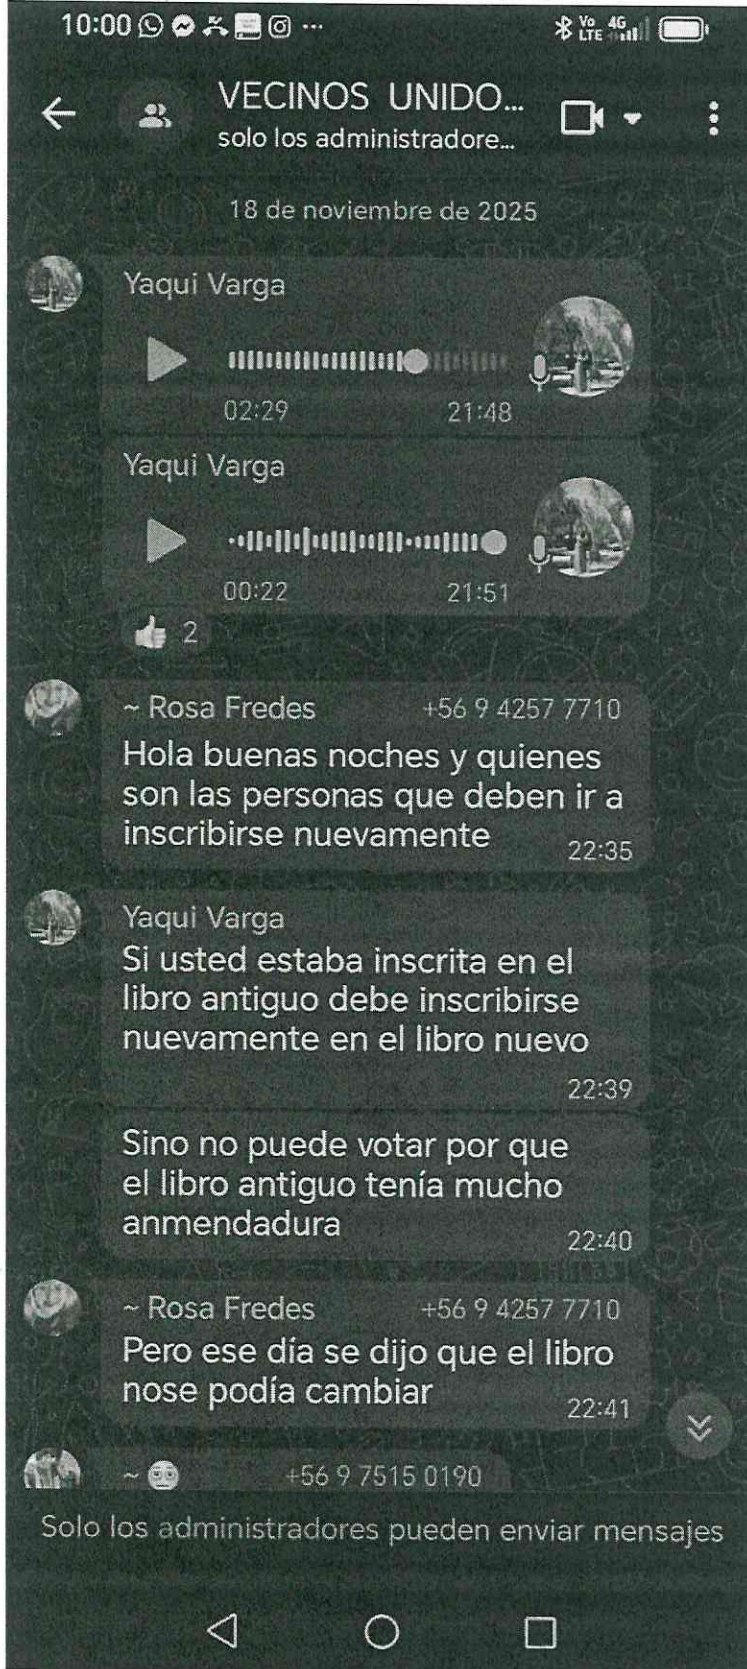 10:00 ...
Vo LTE 4G
VECINOS UNIDO...
solo los administradore...
18 de noviembre de 2025
Yaqui Varga
02:29 21:48
Yaqui Varga
00:22 21:51
👍 2
~ Rosa Fredes +56 9 4257 7710
Hola buenas noches y quienes
son las personas que deben ir a
inscribirse nuevamente
22:35
Yaqui Varga
Si usted estaba inscrita en el
libro antiguo debe inscribirse
nuevamente en el libro nuevo
22:39
Sino no puede votar por que
el libro antiguo tenía mucho
anmendadura
22:40
~ Rosa Fredes +56 9 4257 7710
Pero ese día se dijo que el libro
nose podía cambiar
22:41
~ 😳 +56 9 7515 0190
Solo los administradores pueden enviar mensajes